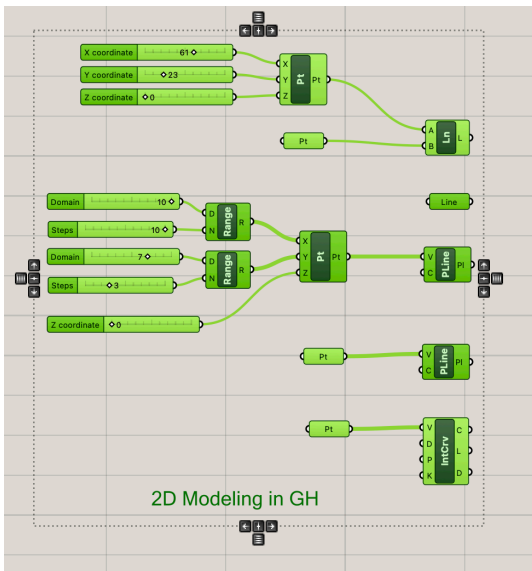 X coordinate 61
Y coordinate 23
Z coordinate 0
X
Y
Z
Pt
Pt
Pt
A
B
Ln
L
Domain 10
Steps 10
D
N
Range
R
Line
Domain 7
Steps 3
D
N
Range
R
X
Y
Z
Pt
Pt
V
C
PLine
Pl
Z coordinate 0
Pt
V
C
PLine
Pl
Pt
V
D
P
K
IntCrv
C
L
D
2D Modeling in GH